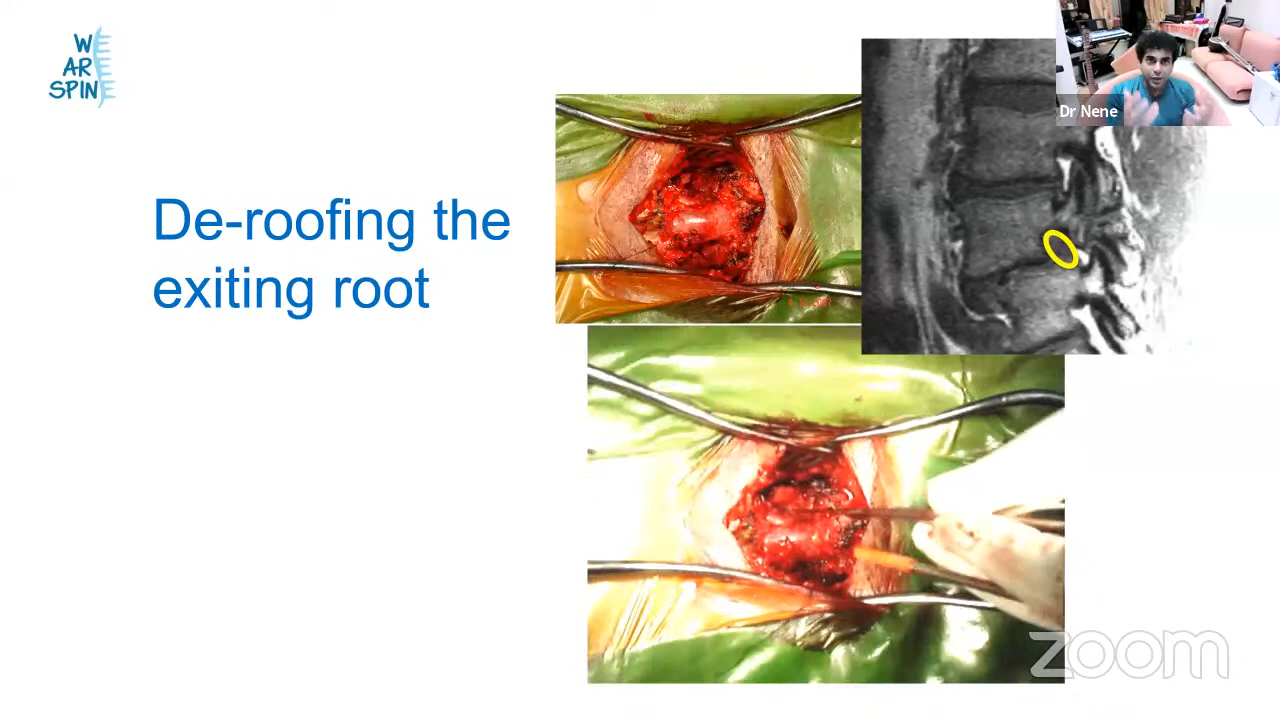 WE
ARE
SPINE
De-roofing the
exiting root
Dr Nene
zoom